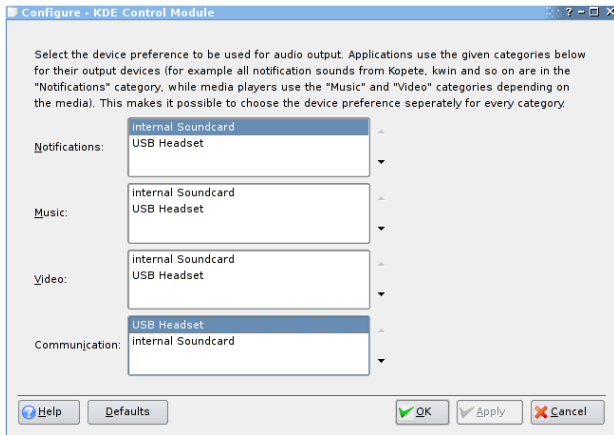 Configure - KDE Control Module
Select the device preference to be used for audio output. Applications use the given categories below
for their output devices (for example all notification sounds from Kopete, kwin and so on are in the
"Notifications" category, while media players use the "Music" and "Video" categories depending on
the media). This makes it possible to choose the device preference seperately for every category.
Notifications:
internal Soundcard
USB Headset
Music:
internal Soundcard
USB Headset
Video:
internal Soundcard
USB Headset
Communication:
USB Headset
internal Soundcard
Help
Defaults
OK
Apply
Cancel